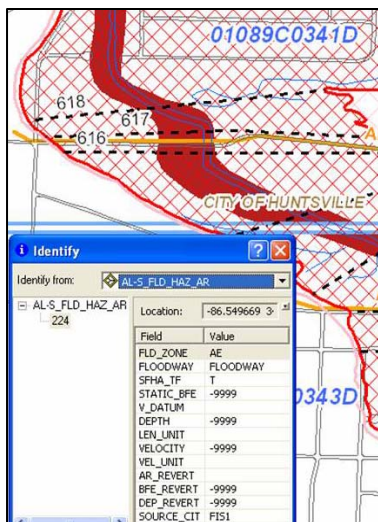 01089C0341D
618
617
616
A
CITY OF HUNTSVILLE
Identify
Identify from: AL-S_FLD_HAZ_AR
AL-S_FLD_HAZ_AR
224
Location: -86.549669
Field Value
FLD_ZONE AE
FLOODWAY FLOODWAY
SFHA_TF T
STATIC_BFE -9999
V_DATUM
DEPTH -9999
LEN_UNIT
VELOCITY -9999
VEL_UNIT
AR_REVERT
BFE_REVERT -9999
DEP_REVERT -9999
SOURCE_CIT FIS1
0343D